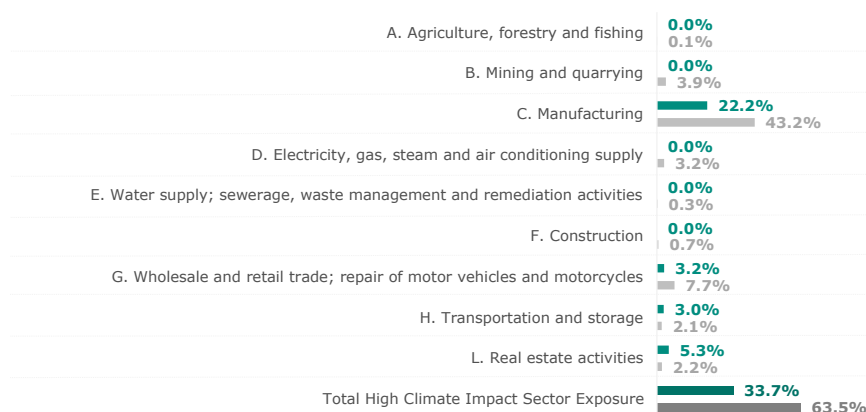 A. Agriculture, forestry and fishing
0.0%
0.1%
B. Mining and quarrying
0.0%
3.9%
C. Manufacturing
22.2%
43.2%
D. Electricity, gas, steam and air conditioning supply
0.0%
3.2%
E. Water supply; sewerage, waste management and remediation activities
0.0%
0.3%
F. Construction
0.0%
0.7%
G. Wholesale and retail trade; repair of motor vehicles and motorcycles
3.2%
7.7%
H. Transportation and storage
3.0%
2.1%
L. Real estate activities
5.3%
2.2%
Total High Climate Impact Sector Exposure
33.7%
63.5%